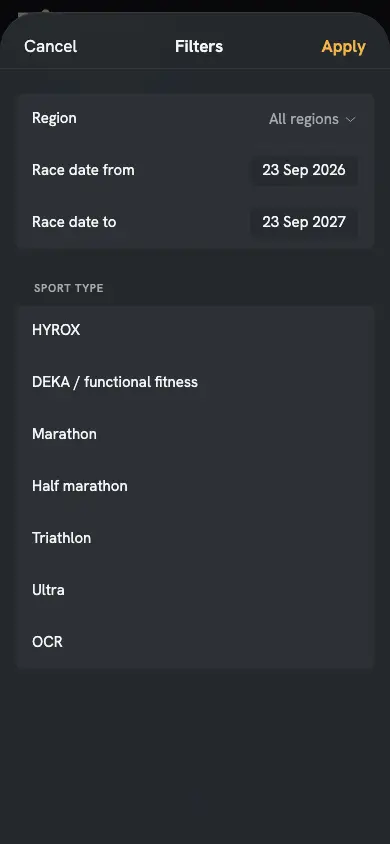 Cancel Filters Apply
Region All regions
Race date from 23 Sep 2026
Race date to 23 Sep 2027
SPORT TYPE
HYROX
DEKA / functional fitness
Marathon
Half marathon
Triathlon
Ultra
OCR